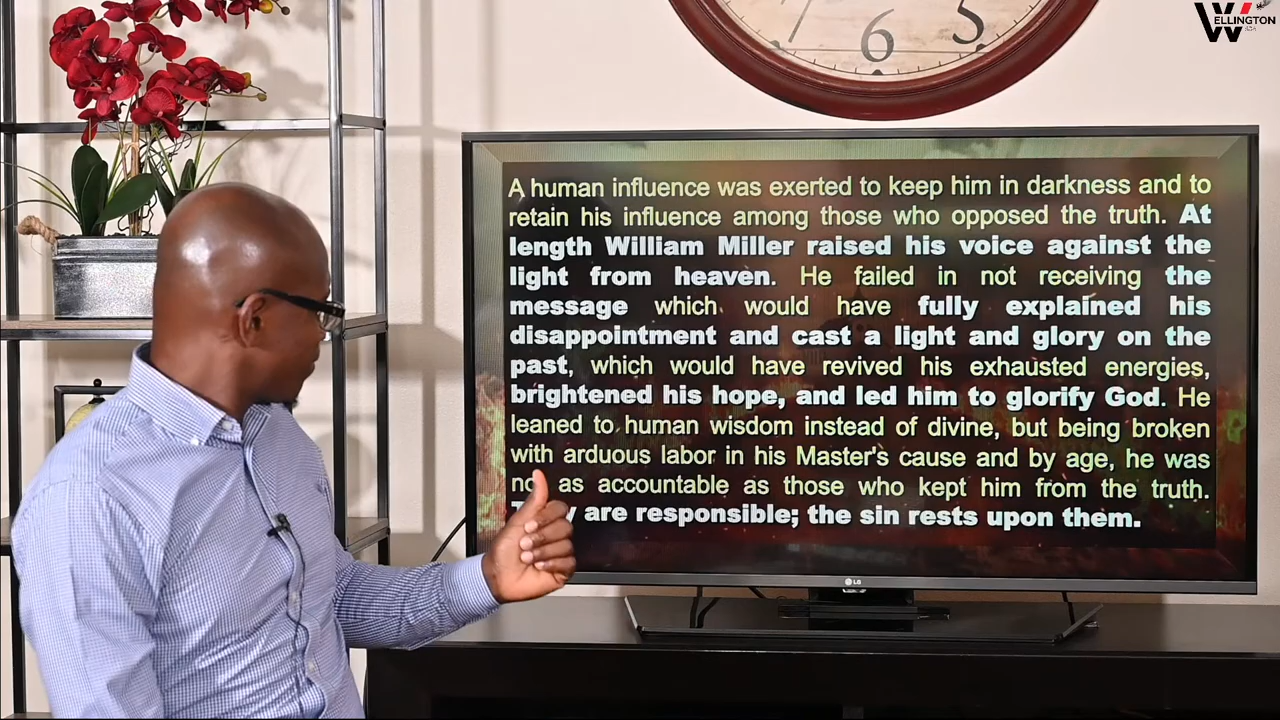 WELLINGTON
6
5
A human influence was exerted to keep him in darkness and to
retain his influence among those who opposed the truth. At
length William Miller raised his voice against the
light from heaven. He failed in not receiving the
message which would have fully explained his
disappointment and cast a light and glory on the
past, which would have revived his exhausted energies,
brightened his hope, and led him to glorify God. He
leaned to human wisdom instead of divine, but being broken
with arduous labor in his Master's cause and by age, he was
as accountable as those who kept him from the truth.
are responsible; the sin rests upon them.
LG